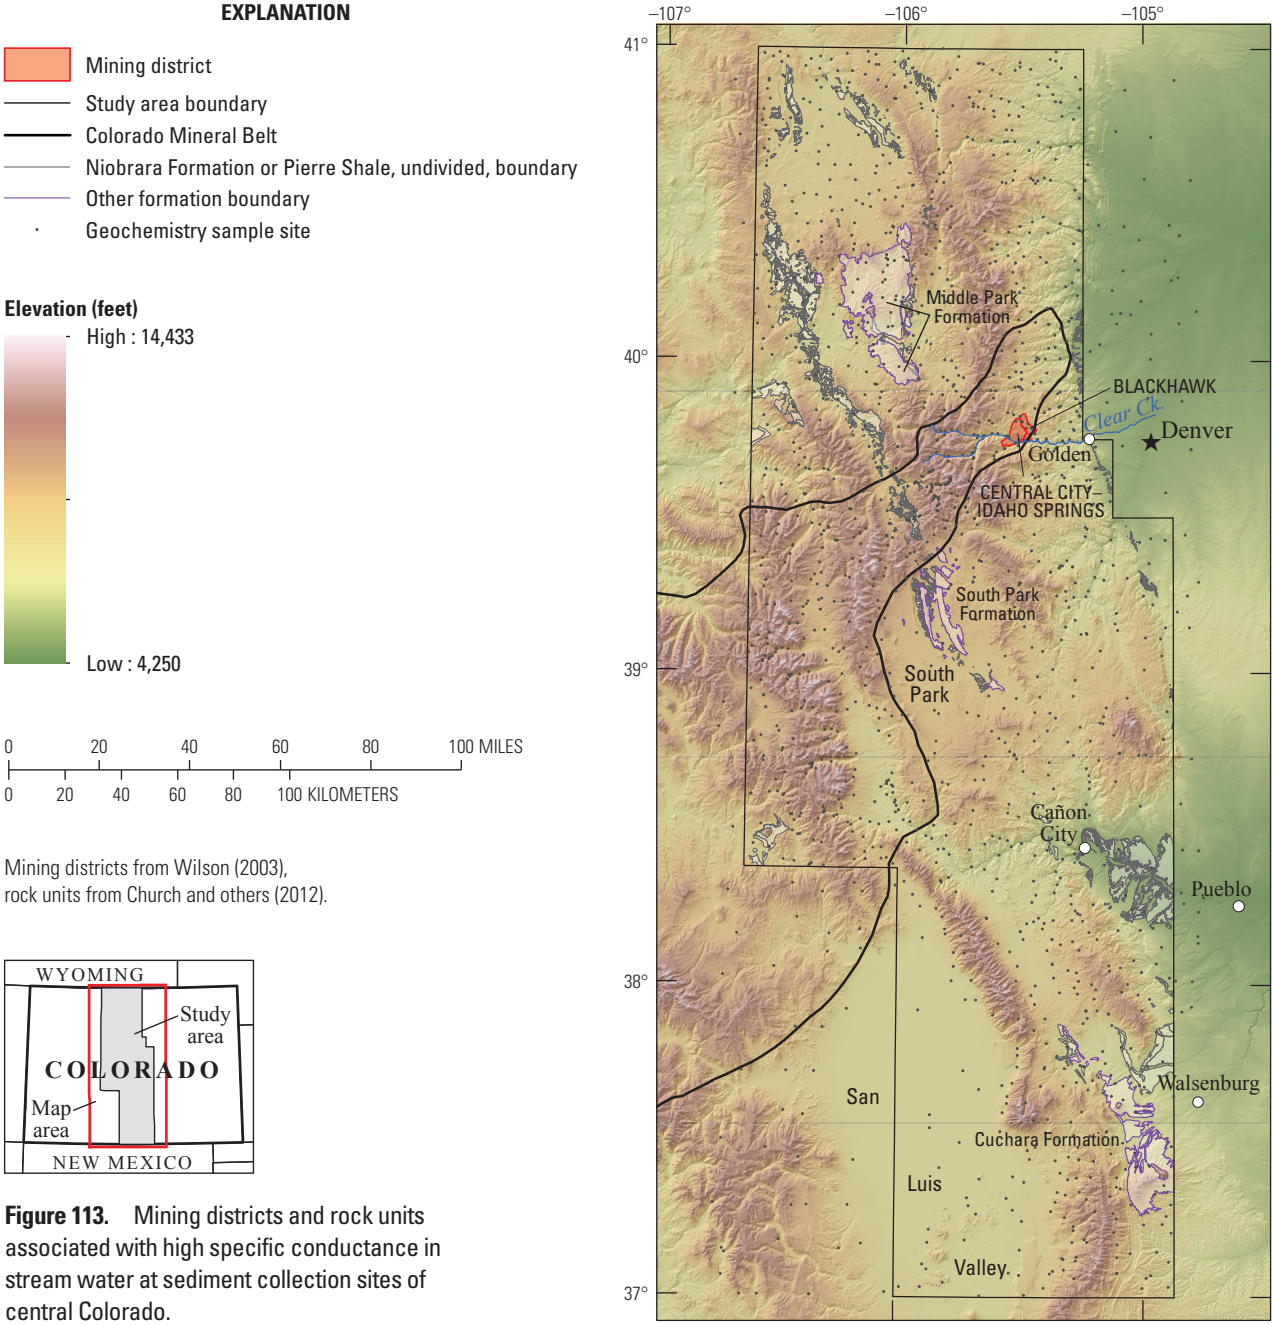 EXPLANATION
Mining district
Study area boundary
Colorado Mineral Belt
Niobrara Formation or Pierre Shale, undivided, boundary
Other formation boundary
Geochemistry sample site
Elevation (feet)
High : 14,433
Low : 4,250
0 20 40 60 80 100 MILES
0 20 40 60 80 100 KILOMETERS
Mining districts from Wilson (2003),
rock units from Church and others (2012).
WYOMING
Study
area
COLORADO
Map
area
NEW MEXICO
Figure 113. Mining districts and rock units
associated with high specific conductance in
stream water at sediment collection sites of
central Colorado.
–107° –106° –105°
41°
40°
39°
38°
37°
Middle Park
Formation
BLACKHAWK
Clear Ck.
Denver
Golden
CENTRAL CITY–
IDAHO SPRINGS
South Park
Formation
South
Park
Cañon
City
Pueblo
Walsenburg
San
Cuchara Formation
Luis
Valley